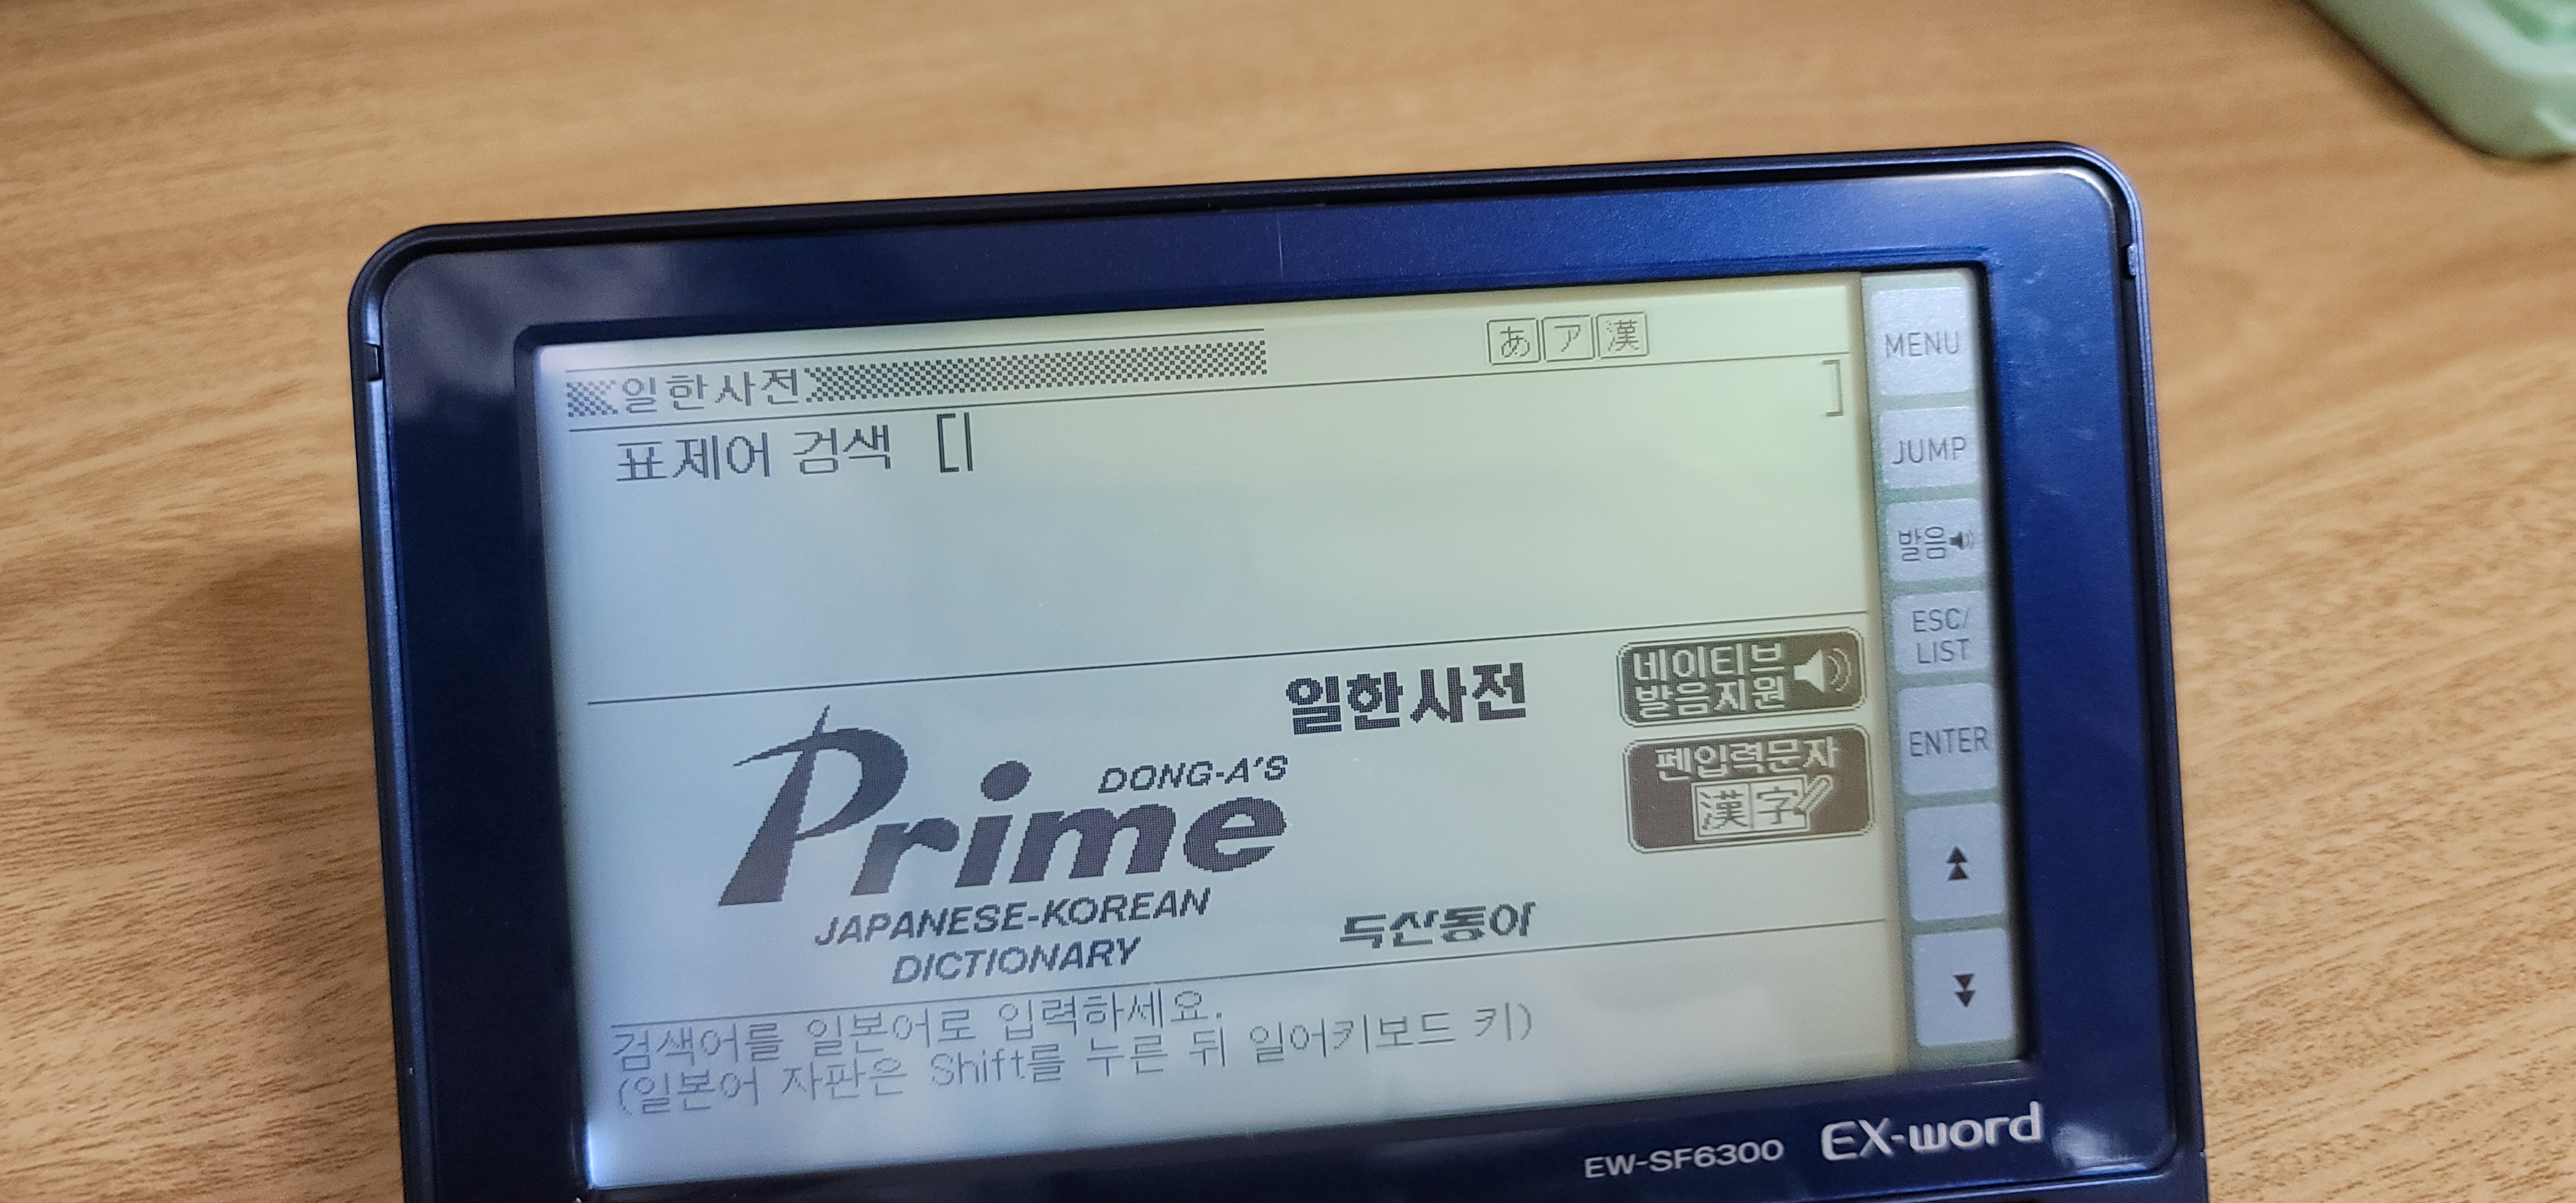 일한사전
あ ア 漢
표제어 검색 [ ]
일한사전
네이티브
발음지원
펜입력문자
漢字
DONG-A'S
Prime
JAPANESE-KOREAN
DICTIONARY
두산동아
검색어를 일본어로 입력하세요.
(일본어 자판은 Shift를 누른 뒤 일어키보드 키)
MENU
JUMP
발음
ESC/
LIST
ENTER
EW-SF6300 EX-word